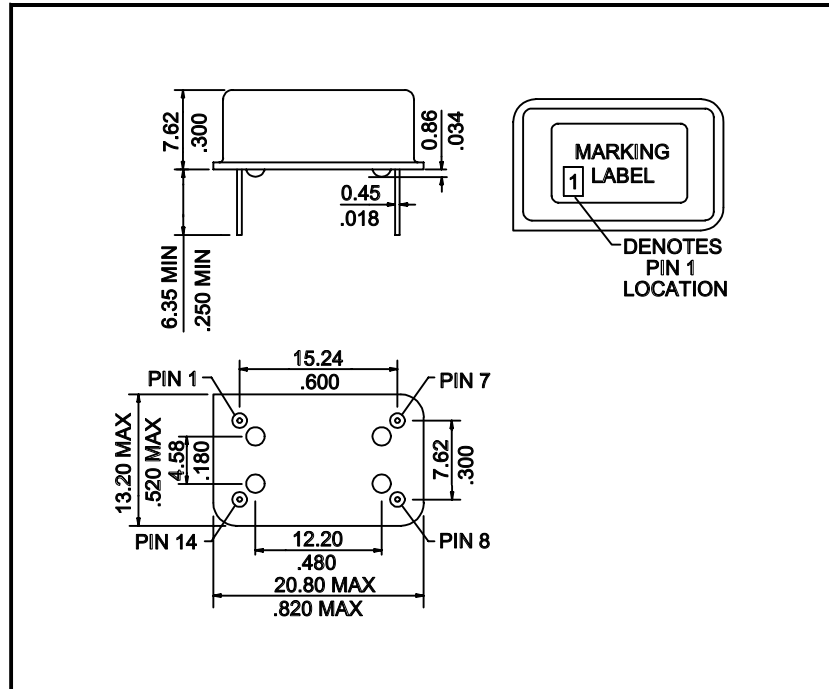 7.62
.300
0.86
.034
0.45
.018
6.35 MIN
.250 MIN
MARKING
LABEL
1
DENOTES
PIN 1
LOCATION
15.24
.600
PIN 1
PIN 7
13.20 MAX
.520 MAX
4.58
.180
7.62
.300
PIN 14
PIN 8
12.20
.480
20.80 MAX
.820 MAX